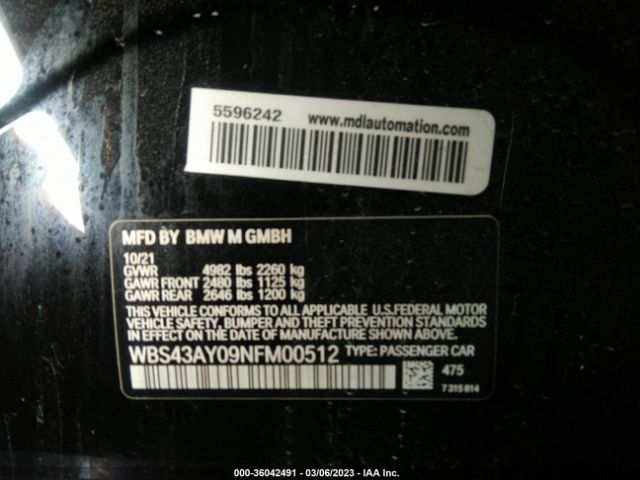 5596242 www.mdlautomation.com
MFD BY BMW M GMBH
10/21
GVWR 4982 lbs 2260 kg
GAWR FRONT 2480 lbs 1125 kg
GAWR REAR 2646 lbs 1200 kg
THIS VEHICLE CONFORMS TO ALL APPLICABLE U.S.FEDERAL MOTOR
VEHICLE SAFETY, BUMPER AND THEFT PREVENTION STANDARDS
IN EFFECT ON THE DATE OF MANUFACTURE SHOWN ABOVE.
WBS43AY09NFM00512 TYPE: PASSENGER CAR
475
7 315 814
000-36042491 - 03/06/2023 - IAA Inc.